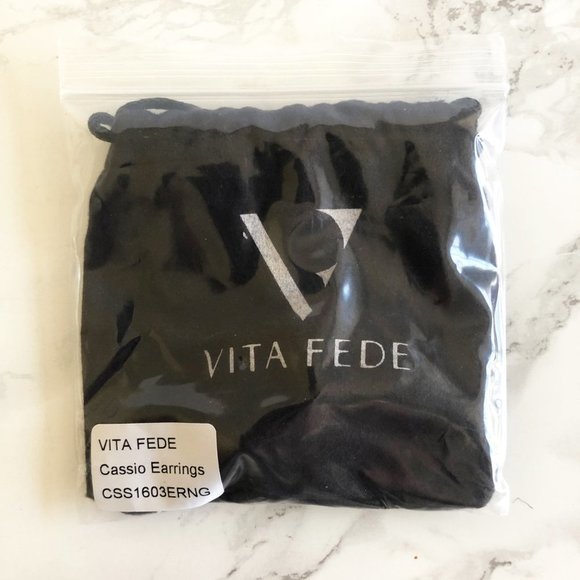 VITA FEDE
VITA FEDE
Cassio Earrings
CSS1603ERNG